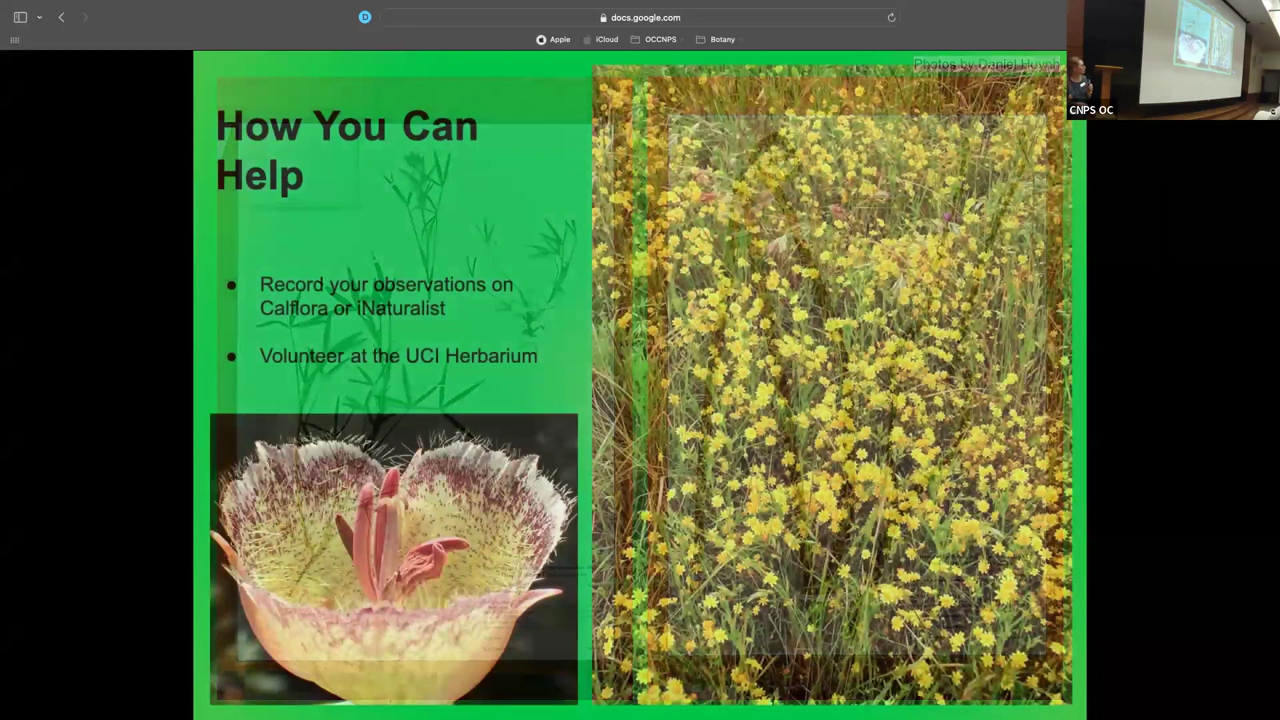 docs.google.com
Apple
iCloud
OCCNPS
Botany
Photos by Daniel Huynh
CNPS OC
How You Can
Help
● Record your observations on
Calflora or iNaturalist
● Volunteer at the UCI Herbarium